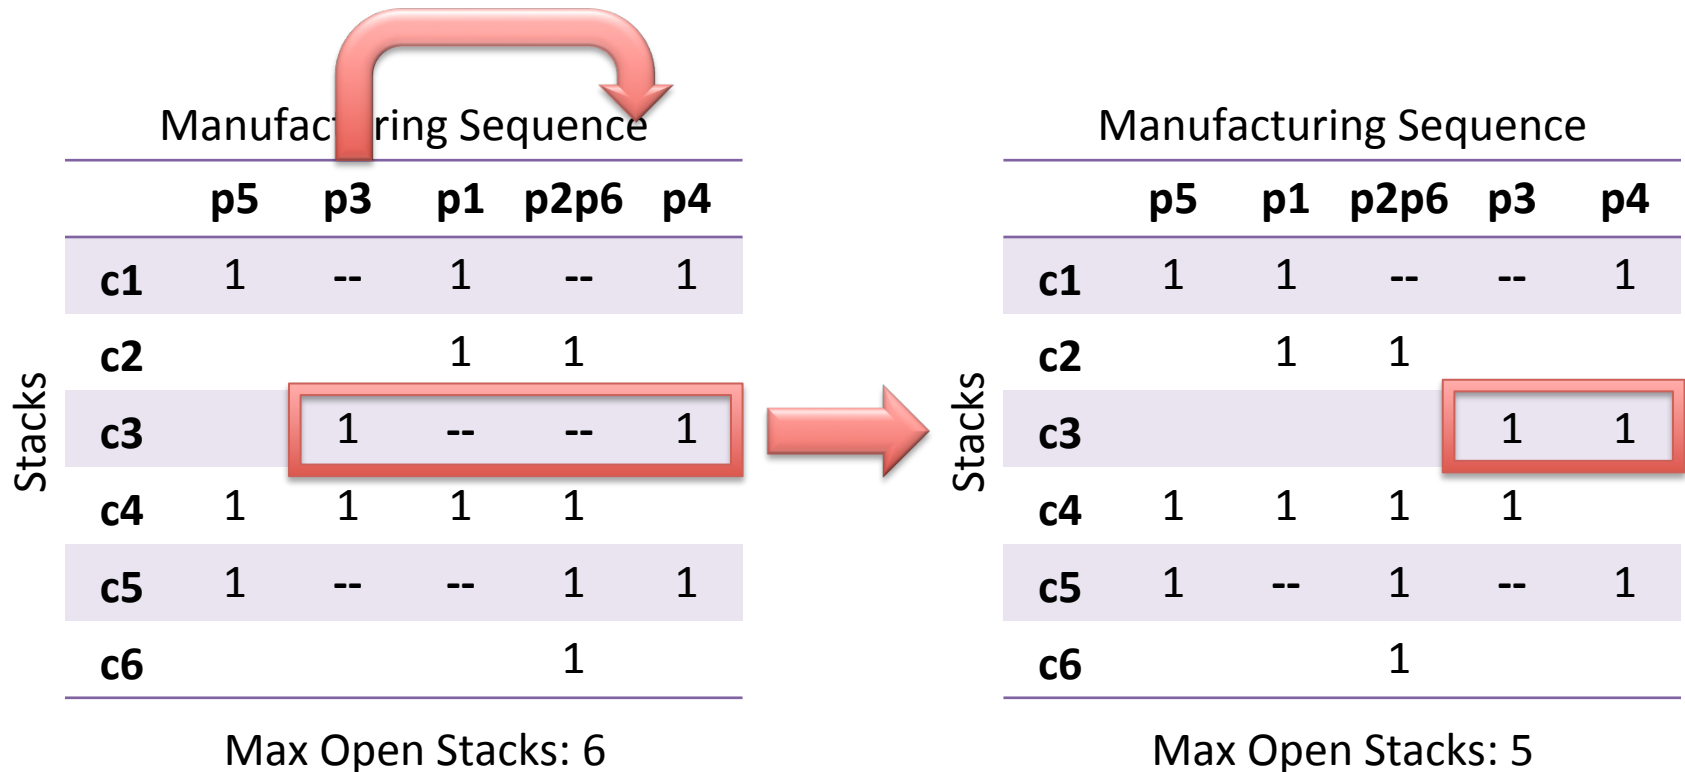 Manufacturing Sequence
p5 p3 p1 p2p6 p4
c1 1 -- 1 -- 1
c2 1 1
c3 1 -- -- 1
c4 1 1 1 1
c5 1 -- -- 1 1
c6 1
Stacks
Max Open Stacks: 6
Manufacturing Sequence
p5 p1 p2p6 p3 p4
c1 1 1 -- -- 1
c2 1 1
c3 1 1
c4 1 1 1 1
c5 1 -- 1 -- 1
c6 1
Stacks
Max Open Stacks: 5